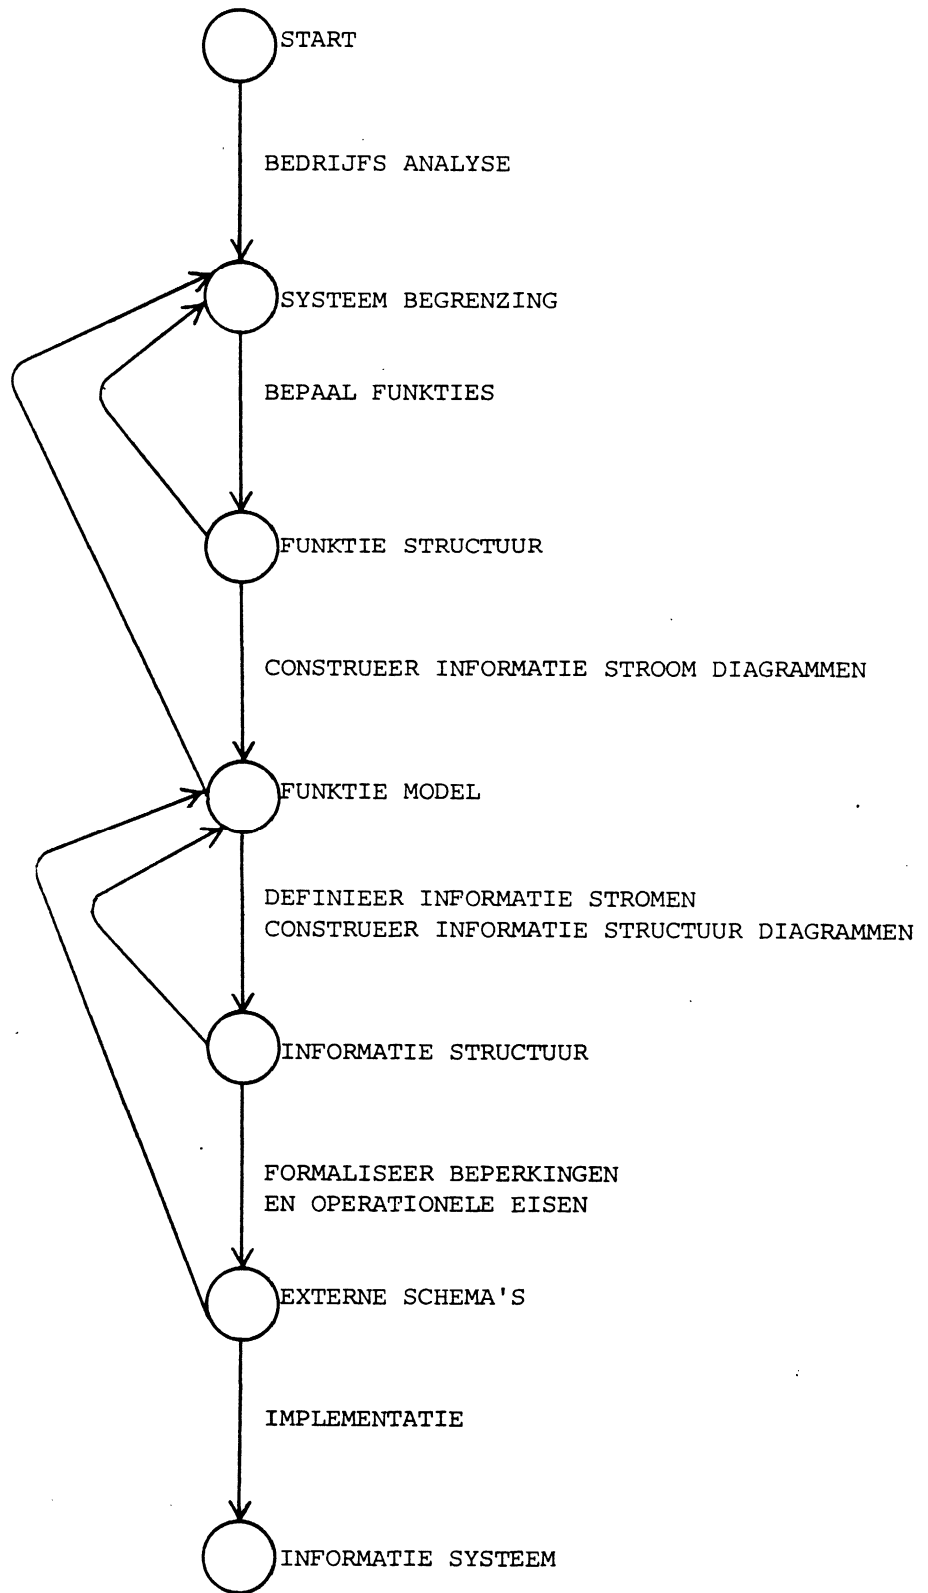 START
BEDRIJFS ANALYSE
SYSTEEM BEGRENZING
BEPAAL FUNKTIES
FUNKTIE STRUCTUUR
CONSTRUEER INFORMATIE STROOM DIAGRAMMEN
FUNKTIE MODEL
DEFINIEER INFORMATIE STROMEN
CONSTRUEER INFORMATIE STRUCTUUR DIAGRAMMEN
INFORMATIE STRUCTUUR
FORMALISEER BEPERKINGEN
EN OPERATIONELE EISEN
EXTERNE SCHEMA'S
IMPLEMENTATIE
INFORMATIE SYSTEEM